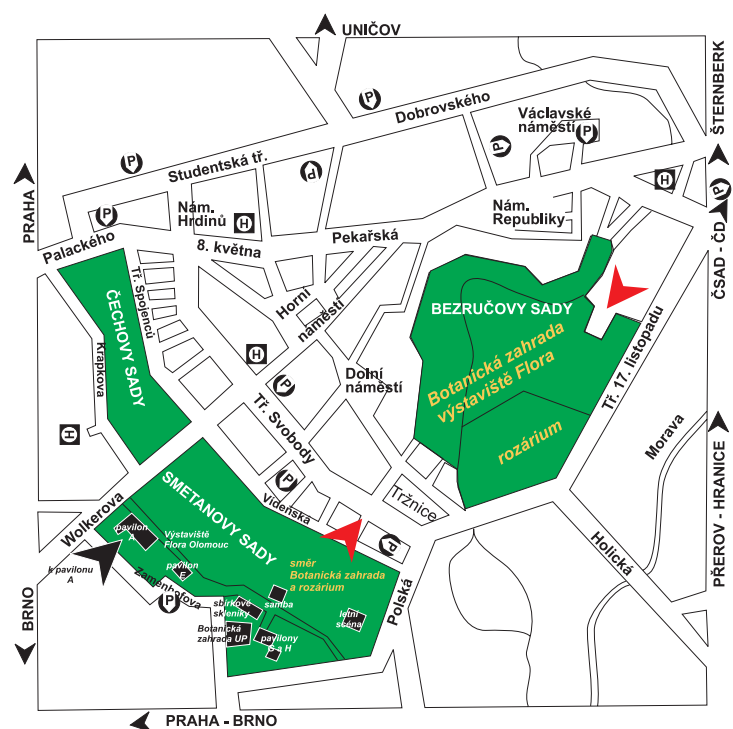 UNIČOV
ŠTERNBERK
Dobrovského
Václavské
náměstí
P
P
P
P
P
Studentská tř.
PRAHA
H
P
P
Nám.
Hrdinů
H
Nám.
Republiky
Palackého
8. května
Pekařská
ČSAD - ČD
Tř. Spojenců
Horní
náměstí
ČECHOVY SADY
BEZRUČOVY SADY
Botanická zahrada
výstaviště Flora
rozárium
Tř. 17. listopadu
Krapkova
H
H
P
Dolní
náměstí
Tř. Svobody
Morava
PŘEROV - HRANICE
P
Vídeňská
Tržnice
SMETANOVY SADY
Wolkerova
pavilon
A
Výstaviště
Flora Olomouc
Holická
P
k pavilonu
A
pavilon
E
směr
Botanická zahrada
a rozárium
Zamenhofova
P
BRNO
sbírkové
skleníky
samba
letní
scéna
Polská
Botanická
zahrada UP
pavilony
G a H
PRAHA - BRNO